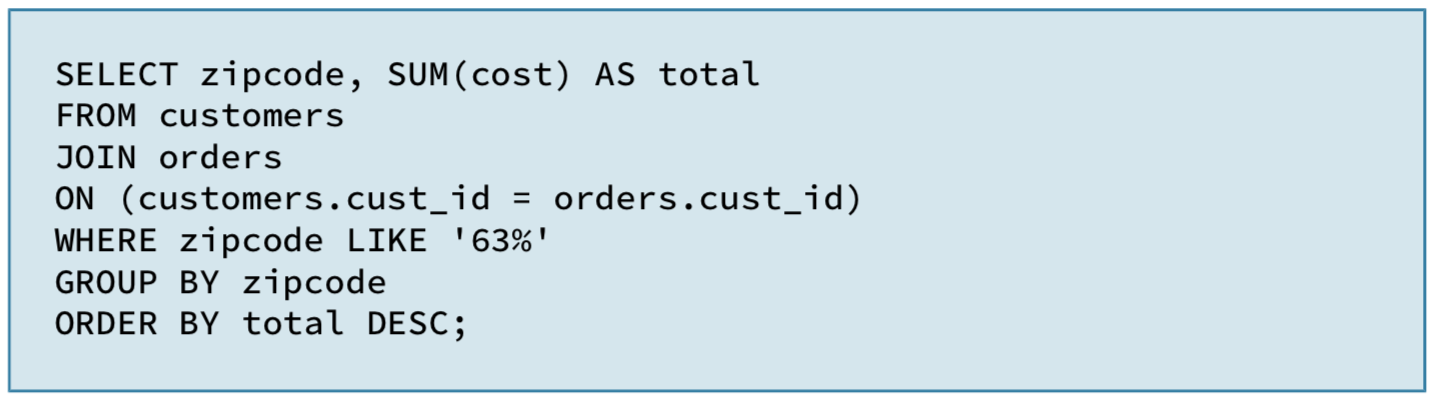 SELECT zipcode, SUM(cost) AS total
FROM customers
JOIN orders
ON (customers.cust_id = orders.cust_id)
WHERE zipcode LIKE '63%'
GROUP BY zipcode
ORDER BY total DESC;